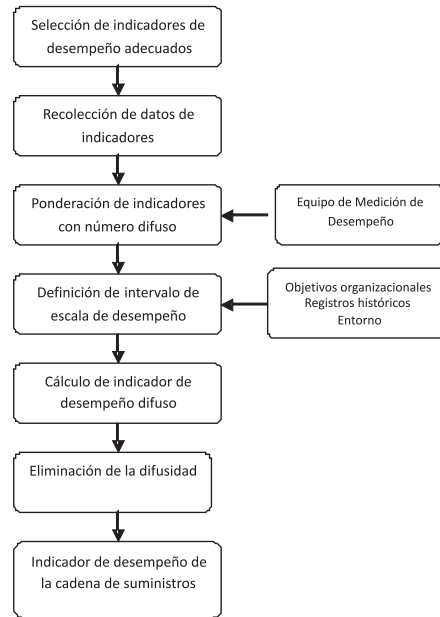 Selección de indicadores de
desempeño adecuados
Recolección de datos de
indicadores
Ponderación de indicadores
con número difuso
Equipo de Medición de
Desempeño
Definición de intervalo de
escala de desempeño
Objetivos organizacionales
Registros históricos
Entorno
Cálculo de indicador de
desempeño difuso
Eliminación de la difusidad
Indicador de desempeño de
la cadena de suministros